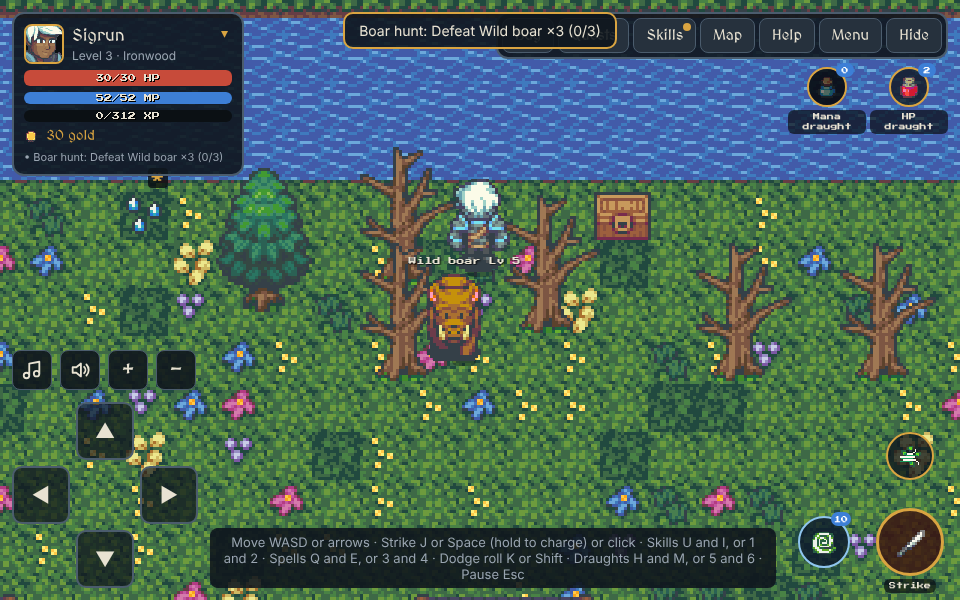 Sigrun
Level 3 · Ironwood
30/30 HP
52/52 MP
0/312 XP
30 gold
• Boar hunt: Defeat Wild boar ×3 (0/3)
Boar hunt: Defeat Wild boar ×3 (0/3)
Skills
Map
Help
Menu
Hide
0
Mana draught
2
HP draught
Wild boar Lv 5
+
−
Move WASD or arrows · Strike J or Space (hold to charge) or click · Skills U and I, or 1
and 2 · Spells Q and E, or 3 and 4 · Dodge roll K or Shift · Draughts H and M, or 5 and 6 ·
Pause Esc
10
Strike